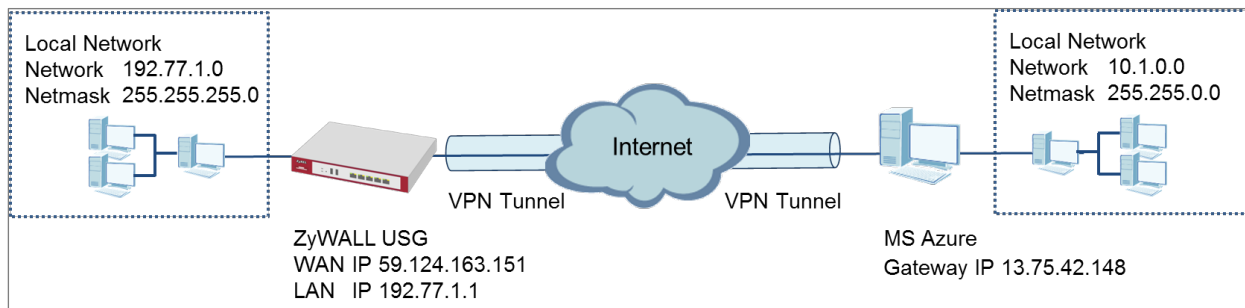 Local Network
Network 192.77.1.0
Netmask 255.255.255.0
Local Network
Network 10.1.0.0
Netmask 255.255.0.0
Internet
VPN Tunnel
VPN Tunnel
ZyWALL USG
WAN IP 59.124.163.151
LAN IP 192.77.1.1
MS Azure
Gateway IP 13.75.42.148